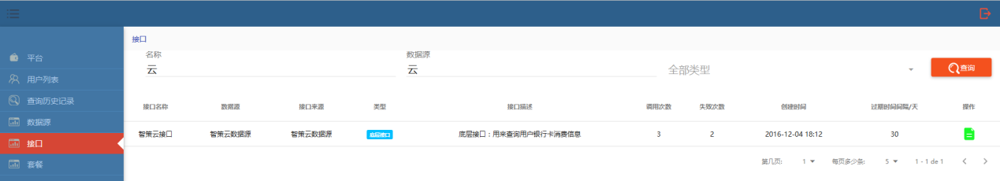 接口
名称
数据源
云
云
全部类型
查询
平台
用户列表
查询历史记录
数据源
接口
套餐
接口名称 数据源 接口来源 类型 接口描述 调用次数 失败次数 创建时间 过期时间间隔/天 操作
智策云接口 智策云数据源 智策云数据源 底层接口 底层接口：用来查询用户银行卡消费信息 3 2 2016-12-04 18:12 30
第几页: 1 每页多少条: 5 1 - 1 de 1